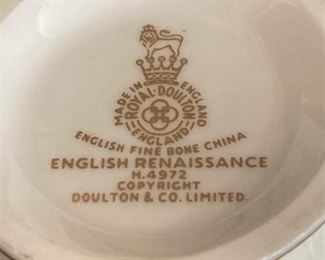 MADE IN ENGLAND
ROYAL DOULTON
ENGLAND
ENGLISH FINE BONE CHINA
ENGLISH RENAISSANCE
H.4972
COPYRIGHT
DOULTON & CO. LIMITED.